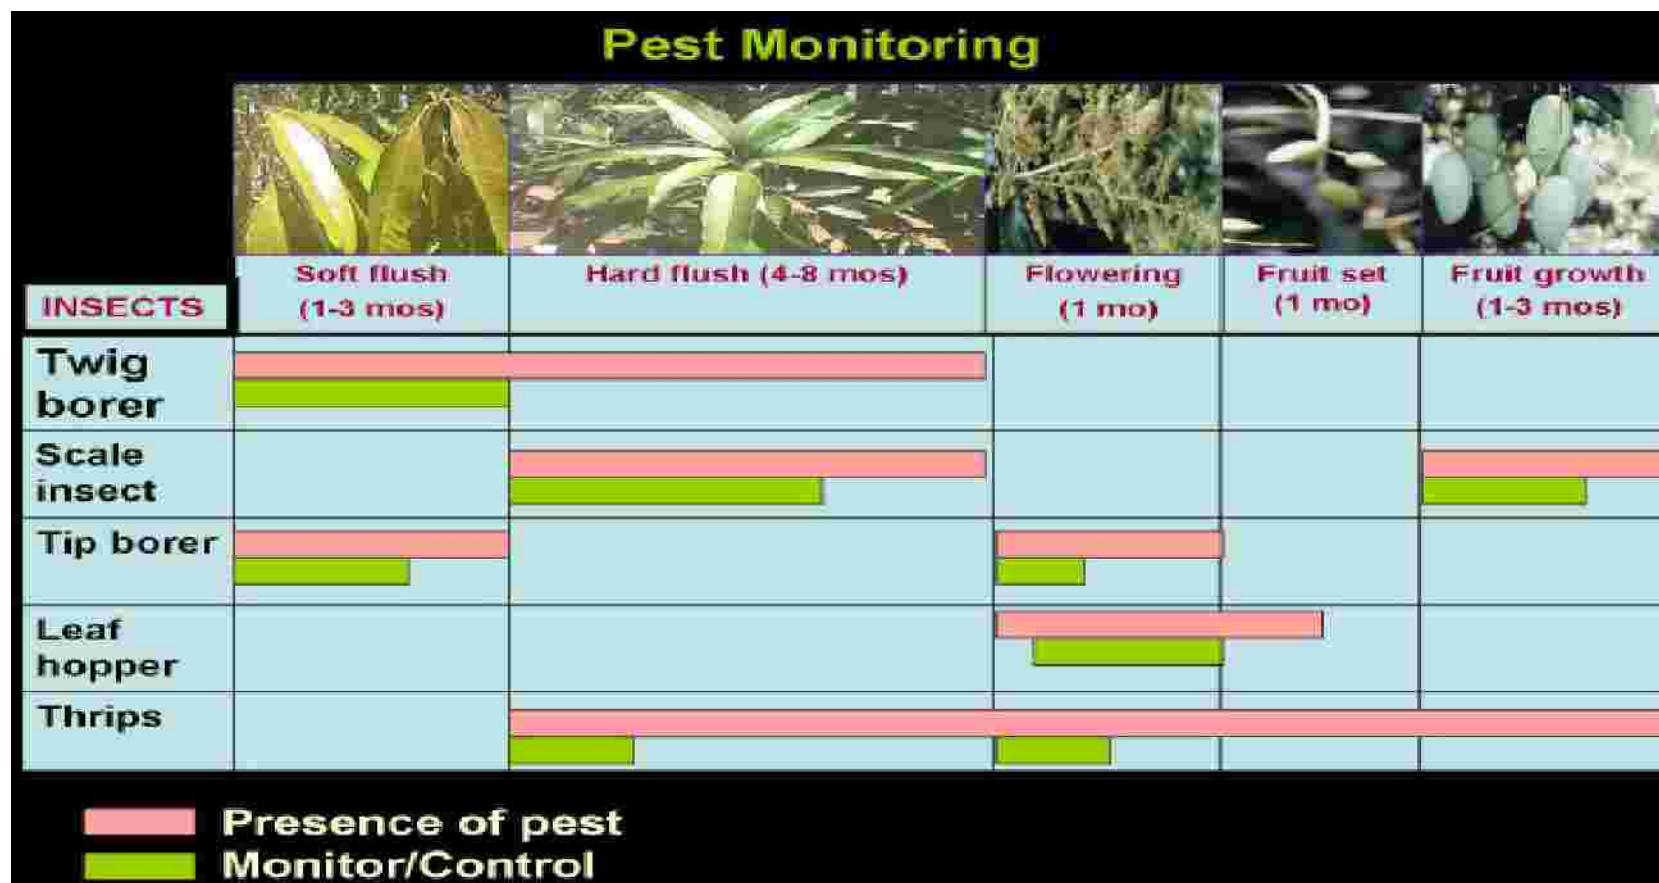 Pest Monitoring
Soft flush
(1-3 mos)
Hard flush (4-8 mos)
Flowering
(1 mo)
Fruit set
(1 mo)
Fruit growth
(1-3 mos)
INSECTS
Twig
borer
Scale
insect
Tip borer
Leaf
hopper
Thrips
Presence of pest
Monitor/Control